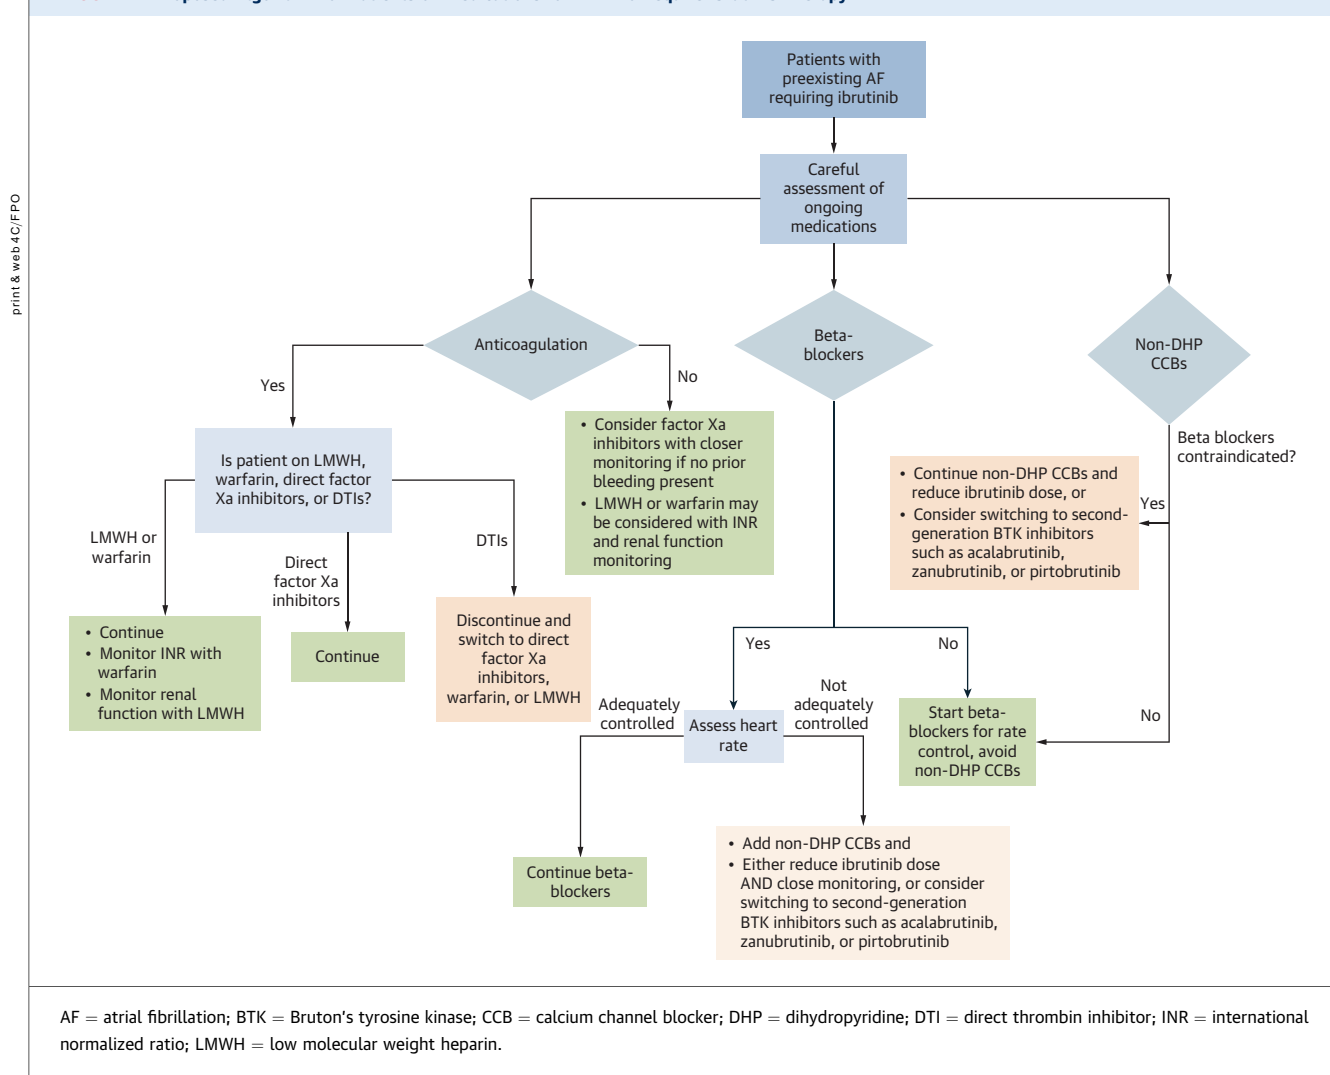 print & web 4C/FPO
Patients with
preexisting AF
requiring ibrutinib
Careful
assessment of
ongoing
medications
Anticoagulation
Beta-
blockers
Non-DHP
CCBs
Yes
No
Beta blockers
contraindicated?
Is patient on LMWH,
warfarin, direct factor
Xa inhibitors, or DTIs?
• Consider factor Xa
inhibitors with closer
monitoring if no prior
bleeding present
• LMWH or warfarin may
be considered with INR
and renal function
monitoring
• Continue non-DHP CCBs and
reduce ibrutinib dose, or
• Consider switching to second-
generation BTK inhibitors
such as acalabrutinib,
zanubrutinib, or pirtobrutinib
Yes
LMWH or
warfarin
Direct
factor Xa
inhibitors
DTIs
• Continue
• Monitor INR with
warfarin
• Monitor renal
function with LMWH
Continue
Discontinue and
switch to direct
factor Xa
inhibitors,
warfarin, or LMWH
Yes
No
Adequately
controlled
Assess heart
rate
Not
adequately
controlled
Start beta-
blockers for rate
control, avoid
non-DHP CCBs
No
Continue beta-
blockers
• Add non-DHP CCBs and
• Either reduce ibrutinib dose
AND close monitoring, or consider
switching to second-generation
BTK inhibitors such as acalabrutinib,
zanubrutinib, or pirtobrutinib
AF = atrial fibrillation; BTK = Bruton's tyrosine kinase; CCB = calcium channel blocker; DHP = dihydropyridine; DTI = direct thrombin inhibitor; INR = international
normalized ratio; LMWH = low molecular weight heparin.